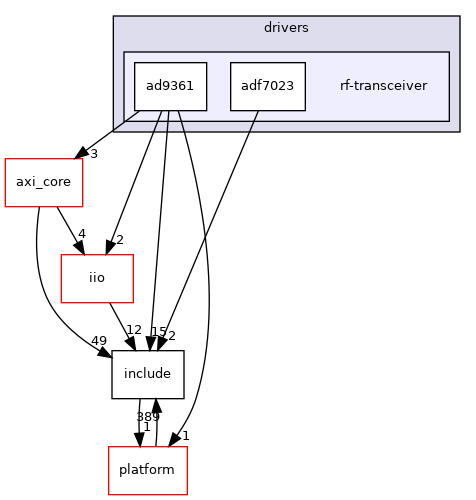 drivers
ad9361
adf7023
rf-transceiver
3
axi_core
4
2
iio
12
15
2
49
include
389
1
1
platform